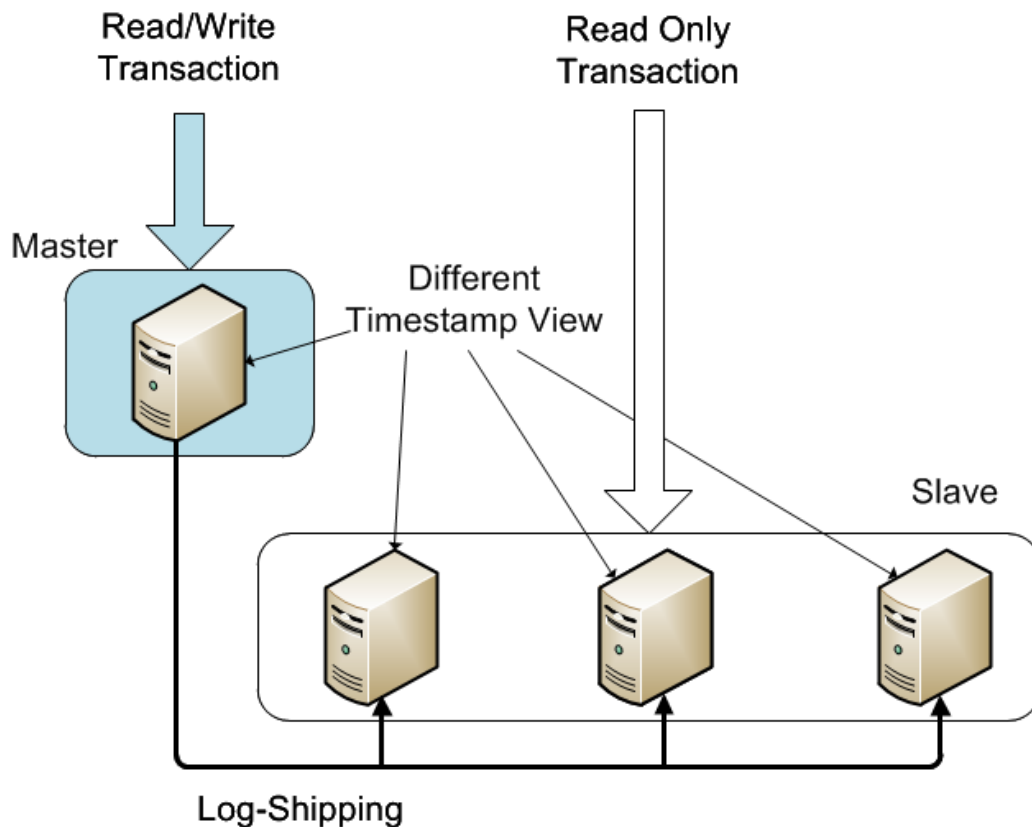 Read/Write
Transaction
Read Only
Transaction
Master
Different
Timestamp View
Slave
Log-Shipping